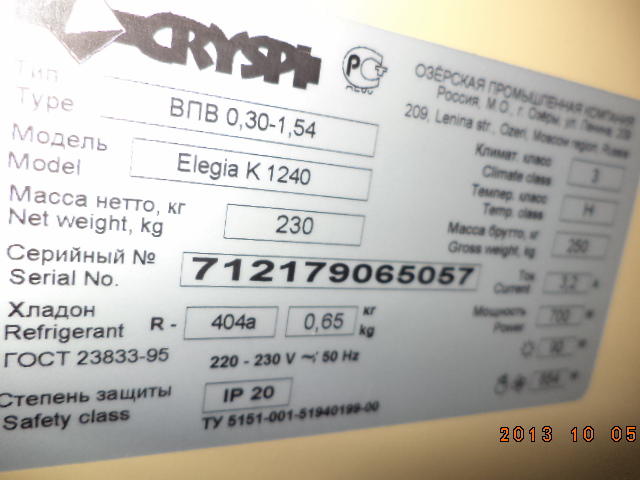 CRYSPI
Тип
Type
ВПВ 0,30-1,54
Модель
Model
Elegia K 1240
Масса нетто, кг
Net weight, kg
230
Серийный №
Serial No.
712179065057
Хладон
Refrigerant
R - 404a 0,65 кг
kg
ГОСТ 23833-95
220 - 230 V ~ 50 Hz
Степень защиты
Safety class
IP 20
ТУ 5151-001-51940199-00
ОЗЁРСКАЯ ПРОМЫШЛЕННАЯ КОМПАНИЯ
Россия, М.О., г. Озёры, ул. Ленина, 209
209, Lenina str., Ozeri, Moscow region, Russia
Климат. класс
Climate class
3
Темпер. класс
Temp. class
H
Масса брутто, кг
Gross weight, kg
250
Ток
Current
3,2 A
Мощность
Power
700
2013 10 05